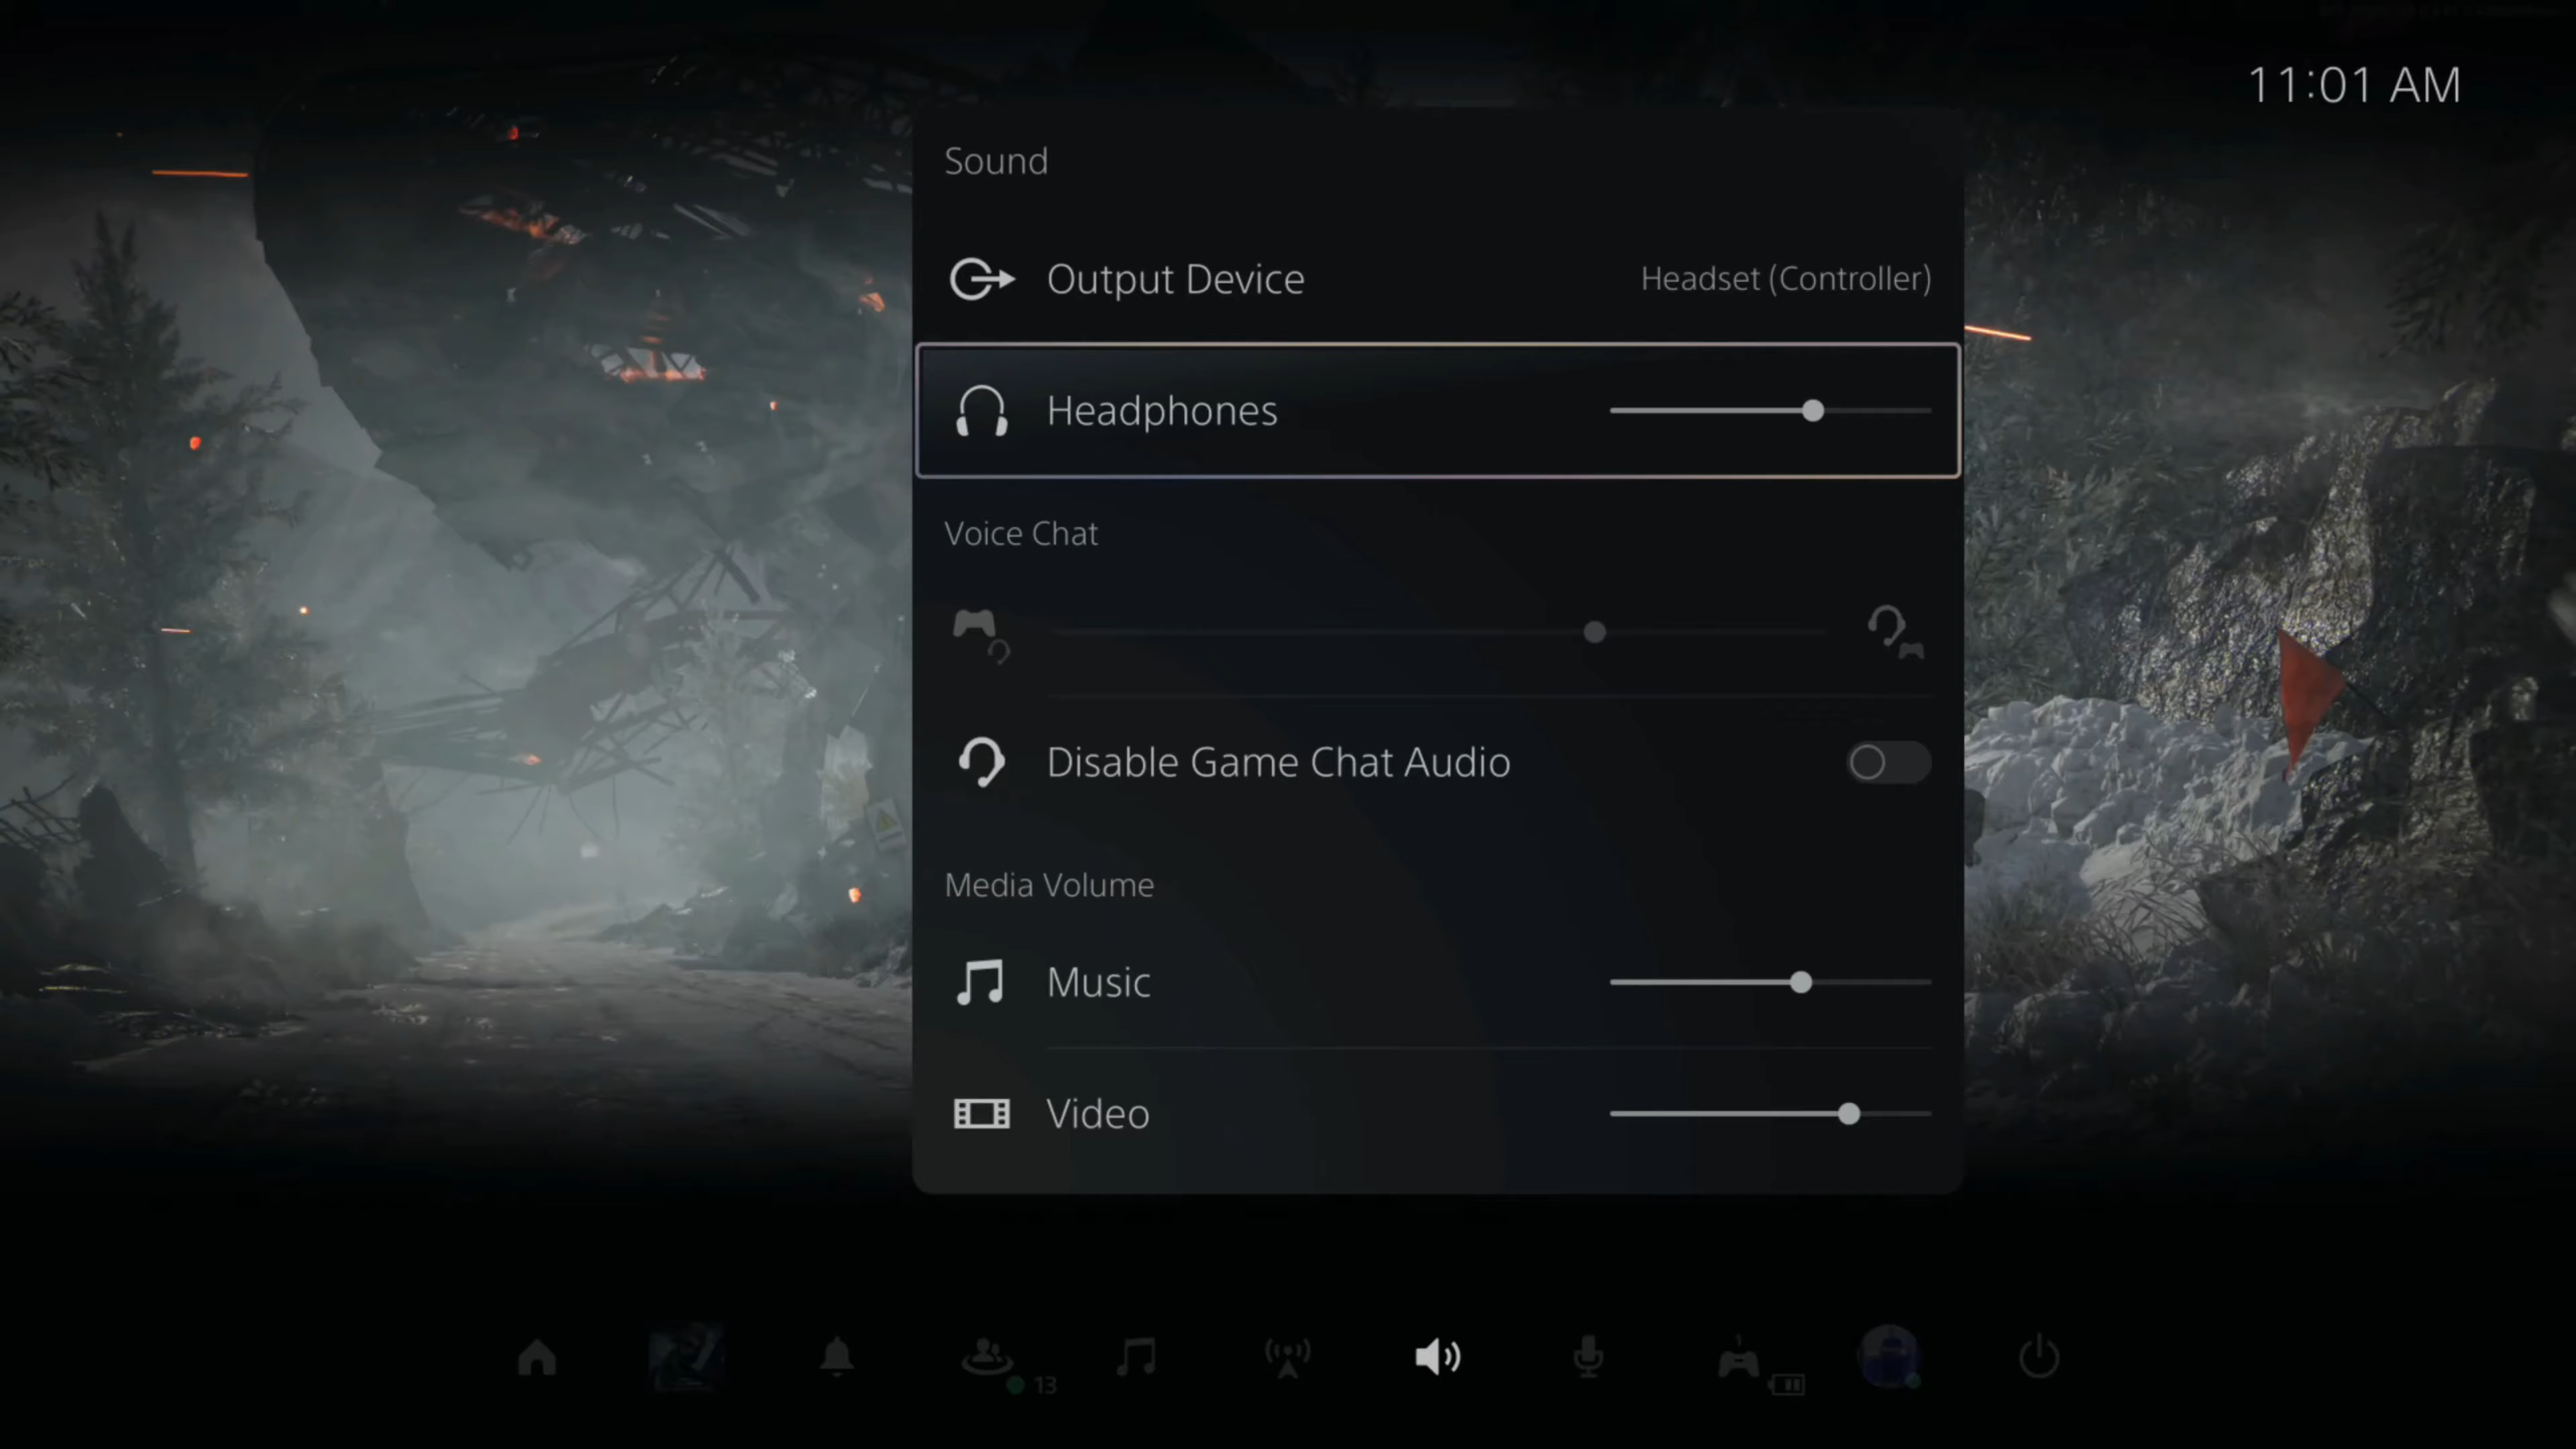 11:01 AM
Sound
Output Device
Headset (Controller)
Headphones
Voice Chat
Disable Game Chat Audio
Media Volume
Music
Video
13